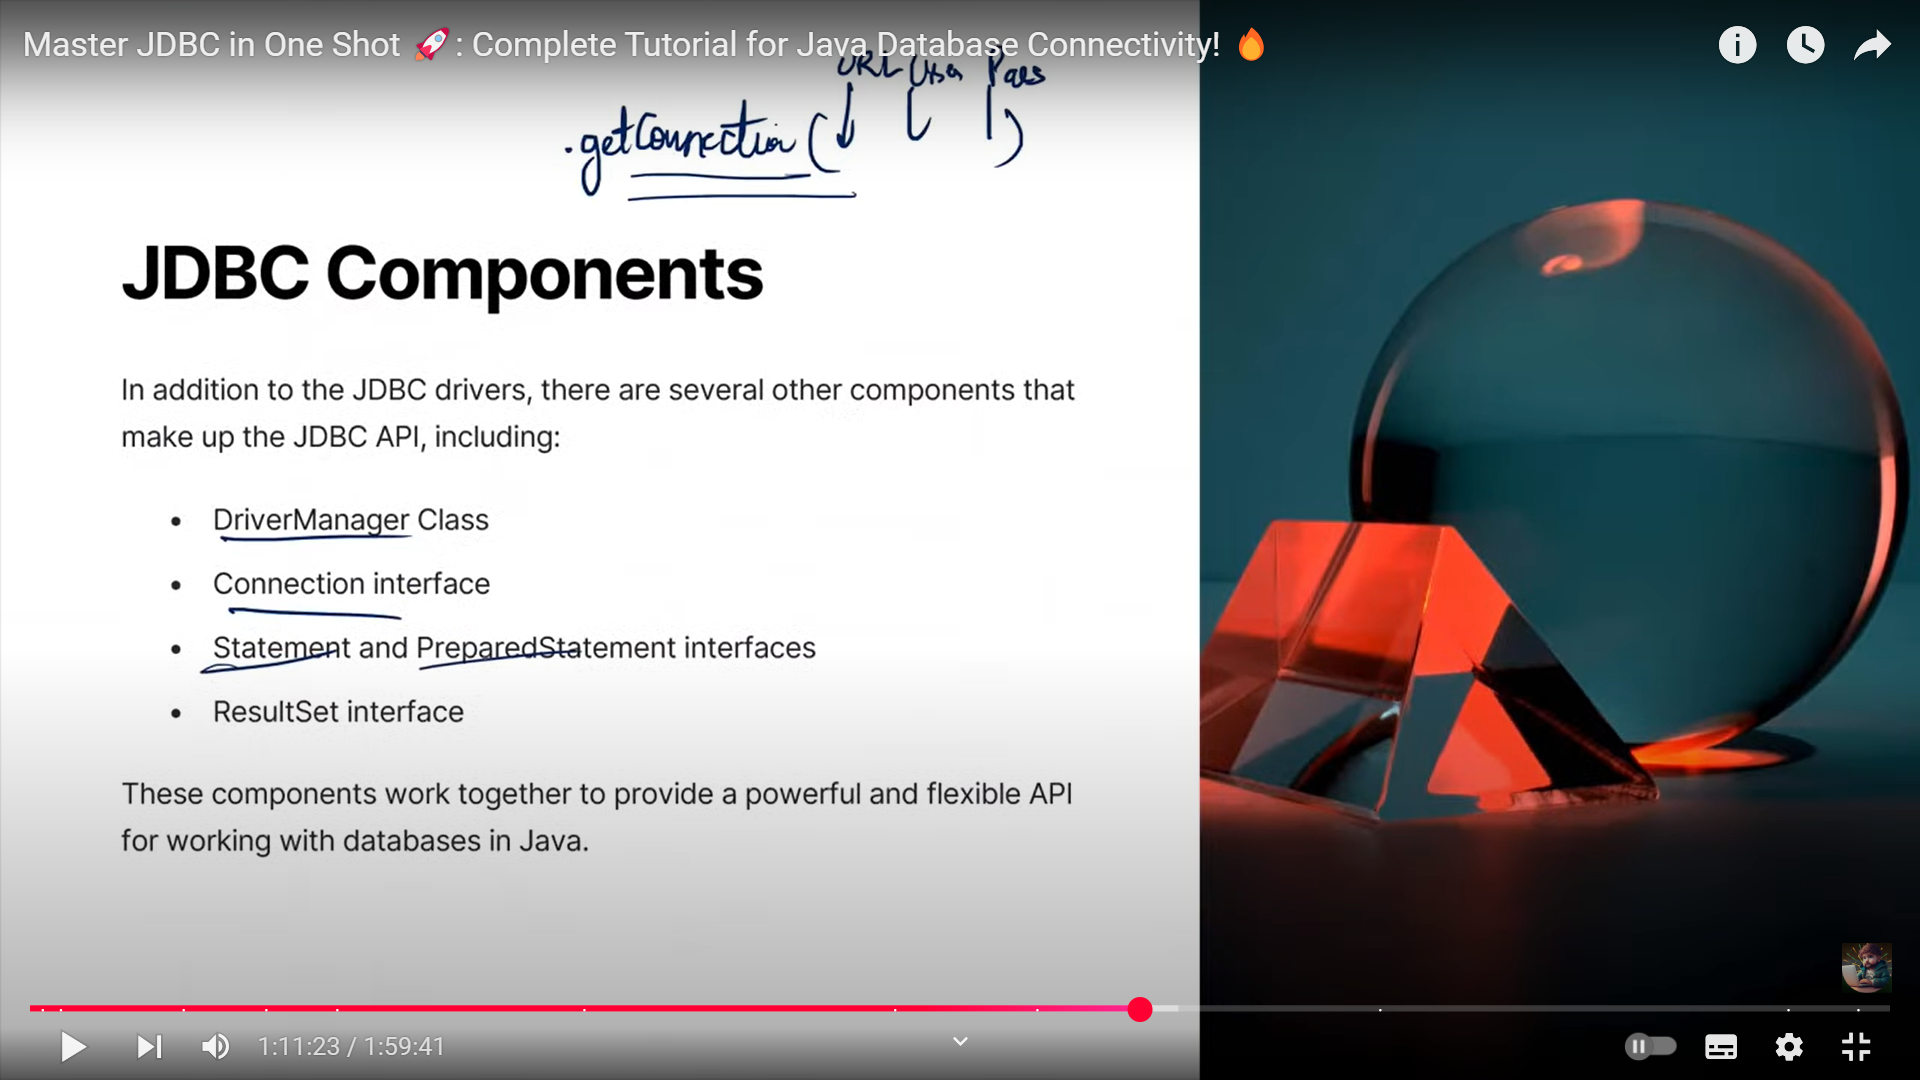 Master JDBC in One Shot 🚀 : Complete Tutorial for Java Database Connectivity! 🔥
URL User Pass
.getConnection ( )
JDBC Components
In addition to the JDBC drivers, there are several other components that
make up the JDBC API, including:
• DriverManager Class
• Connection interface
• Statement and PreparedStatement interfaces
• ResultSet interface
These components work together to provide a powerful and flexible API
for working with databases in Java.
1:11:23 / 1:59:41